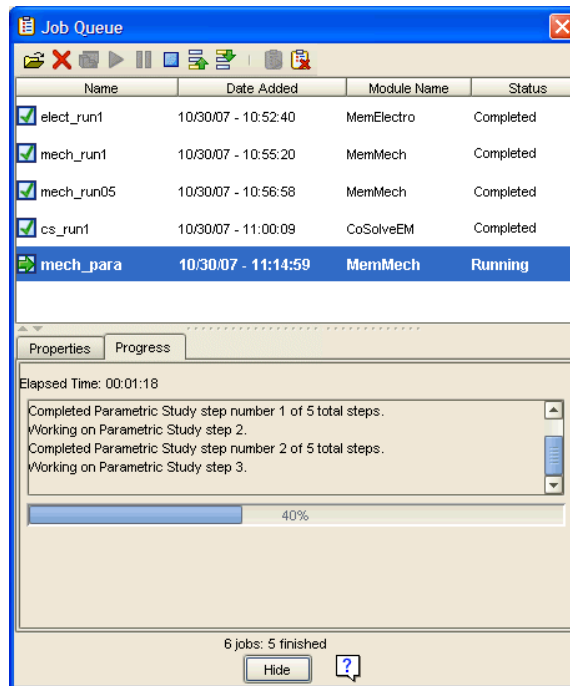 Job Queue
Name Date Added Module Name Status
elect_run1 10/30/07 - 10:52:40 MemElectro Completed
mech_run1 10/30/07 - 10:55:20 MemMech Completed
mech_run05 10/30/07 - 10:56:58 MemMech Completed
cs_run1 10/30/07 - 11:00:09 CoSolveEM Completed
mech_para 10/30/07 - 11:14:59 MemMech Running
Properties Progress
Elapsed Time: 00:01:18
Completed Parametric Study step number 1 of 5 total steps.
Working on Parametric Study step 2.
Completed Parametric Study step number 2 of 5 total steps.
Working on Parametric Study step 3.
40%
6 jobs: 5 finished
Hide ?